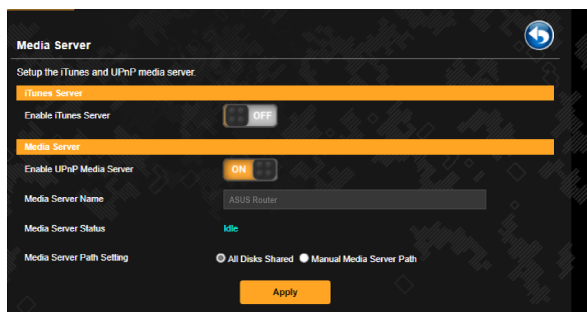 Media Server
Setup the iTunes and UPnP media server.
iTunes Server
Enable iTunes Server OFF
Media Server
Enable UPnP Media Server ON
Media Server Name ASUS Router
Media Server Status Idle
Media Server Path Setting All Disks Shared Manual Media Server Path
Apply